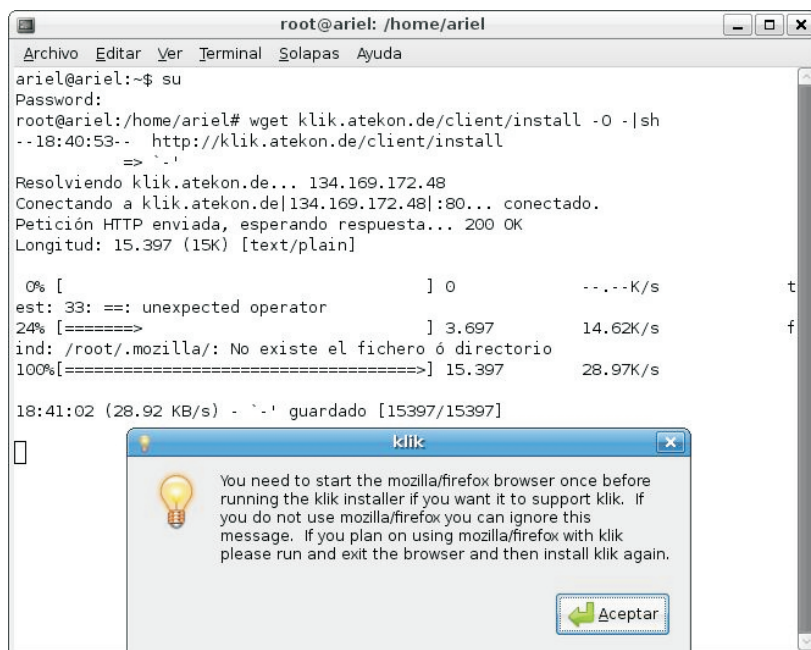 root@ariel: /home/ariel
Archivo Editar Ver Terminal Solapas Ayuda
ariel@ariel:~$ su
Password:
root@ariel:/home/ariel# wget klik.atekon.de/client/install -O -|sh
--18:40:53--  http://klik.atekon.de/client/install
           => `-'
Resolviendo klik.atekon.de... 134.169.172.48
Conectando a klik.atekon.de|134.169.172.48|:80... conectado.
Petición HTTP enviada, esperando respuesta... 200 OK
Longitud: 15.397 (15K) [text/plain]
 0% [                                     ] 0             --.--K/s             t
est: 33: ==: unexpected operator
24% [=======>                             ] 3.697         14.62K/s             f
ind: /root/.mozilla/: No existe el fichero ó directorio
100%[====================================>] 15.397        28.97K/s
18:41:02 (28.92 KB/s) - `-' guardado [15397/15397]
klik
You need to start the mozilla/firefox browser once before
running the klik installer if you want it to support klik. If
you do not use mozilla/firefox you can ignore this
message. If you plan on using mozilla/firefox with klik
please run and exit the browser and then install klik again.
Aceptar